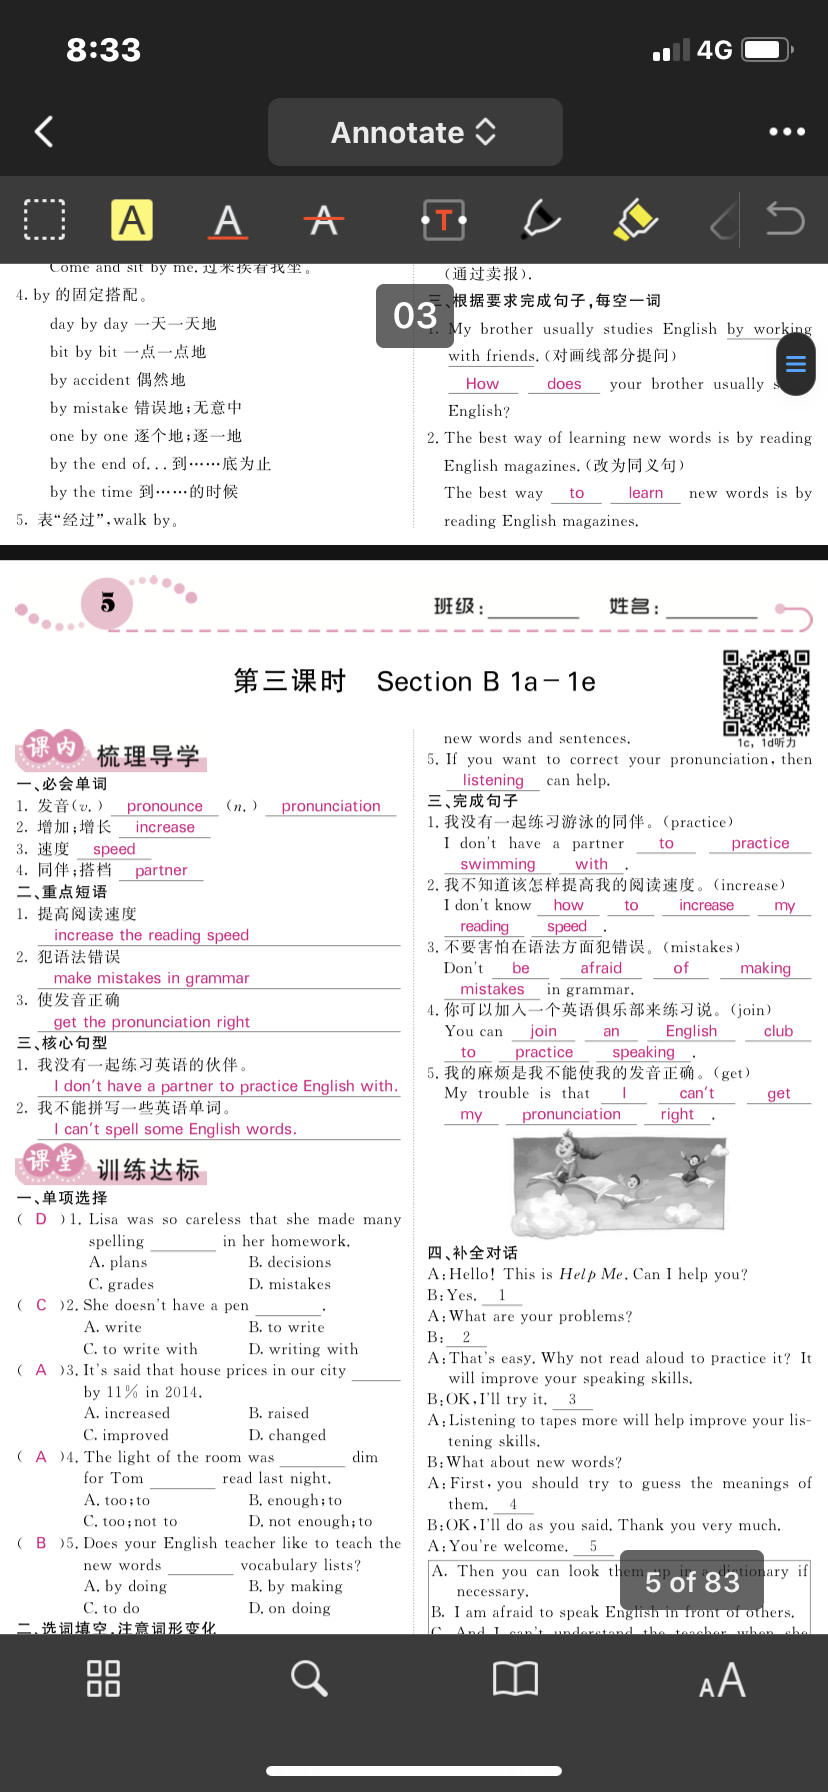 8:33
4G
Annotate
A A A T
Come and sit by me. 过来挨着我坐。
4. by 的固定搭配。
day by day 一天一天地
bit by bit 一点一点地
by accident 偶然地
by mistake 错误地;无意中
one by one 逐个地;逐一地
by the end of... 到……底为止
by the time 到……的时候
5. 表“经过”,walk by。
03
(通过卖报).
三、根据要求完成句子,每空一词
1. My brother usually studies English by working
with friends. (对画线部分提问)
How does your brother usually
English?
2. The best way of learning new words is by reading
English magazines. (改为同义句)
The best way to learn new words is by
reading English magazines.
5
班级: 姓名:
第三课时 Section B 1a－1e
1c, 1d听力
课内 梳理导学
一、必会单词
1. 发音(v.) pronounce (n.) pronunciation
2. 增加;增长 increase
3. 速度 speed
4. 同伴;搭档 partner
二、重点短语
1. 提高阅读速度
increase the reading speed
2. 犯语法错误
make mistakes in grammar
3. 使发音正确
get the pronunciation right
三、核心句型
1. 我没有一起练习英语的伙伴。
I don't have a partner to practice English with.
2. 我不能拼写一些英语单词。
I can't spell some English words.
课堂 训练达标
一、单项选择
( D )1. Lisa was so careless that she made many
spelling ______ in her homework.
A. plans B. decisions
C. grades D. mistakes
( C )2. She doesn't have a pen ______.
A. write B. to write
C. to write with D. writing with
( A )3. It's said that house prices in our city ______
by 11% in 2014.
A. increased B. raised
C. improved D. changed
( A )4. The light of the room was ______ dim
for Tom ______ read last night.
A. too;to B. enough;to
C. too;not to D. not enough;to
( B )5. Does your English teacher like to teach the
new words ______ vocabulary lists?
A. by doing B. by making
C. to do D. on doing
二、选词填空,注意词形变化
new words and sentences.
5. If you want to correct your pronunciation, then
listening can help.
三、完成句子
1. 我没有一起练习游泳的同伴。(practice)
I don't have a partner to practice
swimming with .
2. 我不知道该怎样提高我的阅读速度。(increase)
I don't know how to increase my
reading speed .
3. 不要害怕在语法方面犯错误。(mistakes)
Don't be afraid of making
mistakes in grammar.
4. 你可以加入一个英语俱乐部来练习说。(join)
You can join an English club
to practice speaking .
5. 我的麻烦是我不能使我的发音正确。(get)
My trouble is that I can't get
my pronunciation right .
四、补全对话
A: Hello! This is Help Me. Can I help you?
B: Yes. 1
A: What are your problems?
B: 2
A: That's easy. Why not read aloud to practice it? It
will improve your speaking skills.
B: OK, I'll try it. 3
A: Listening to tapes more will help improve your lis-
tening skills.
B: What about new words?
A: First, you should try to guess the meanings of
them. 4
B: OK, I'll do as you said. Thank you very much.
A: You're welcome. 5
A. Then you can look them up in a dictionary if
necessary.
B. I am afraid to speak English in front of others.
C. And I can't understand the teacher when she
5 of 83
AA